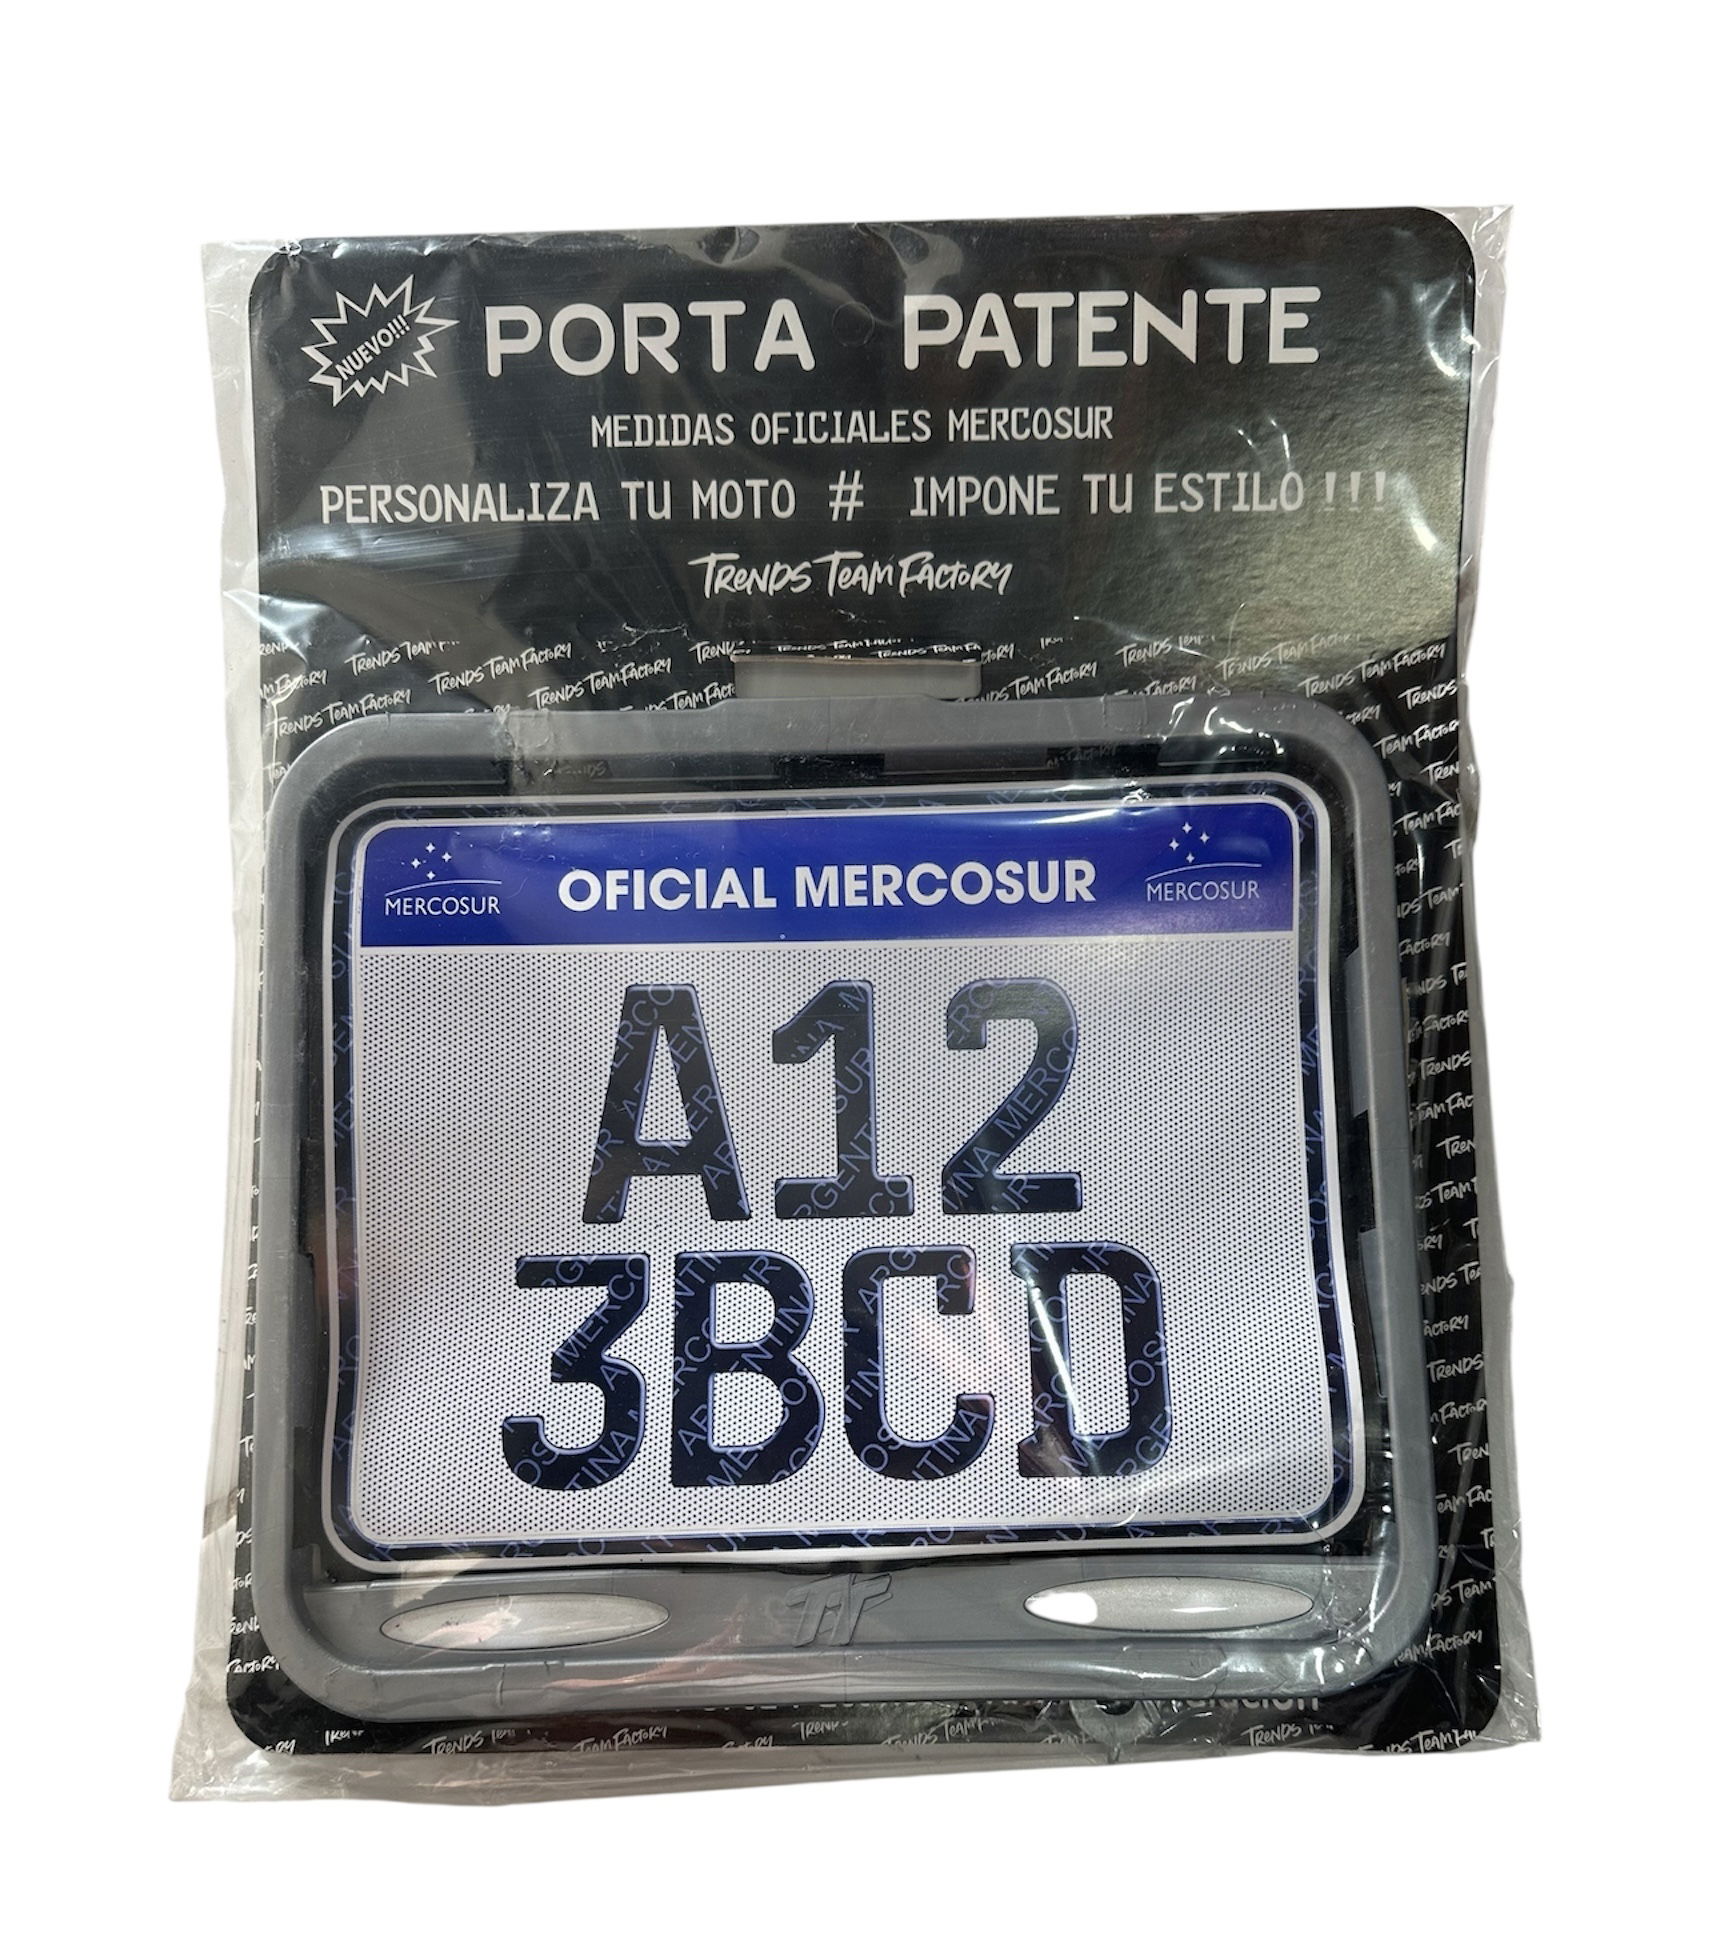 NUEVO!!!
PORTA PATENTE
MEDIDAS OFICIALES MERCOSUR
PERSONALIZA TU MOTO # IMPONE TU ESTILO !!!
TRENDS TEAM FACTORY
MERCOSUR
OFICIAL MERCOSUR
MERCOSUR
A12
3BCD